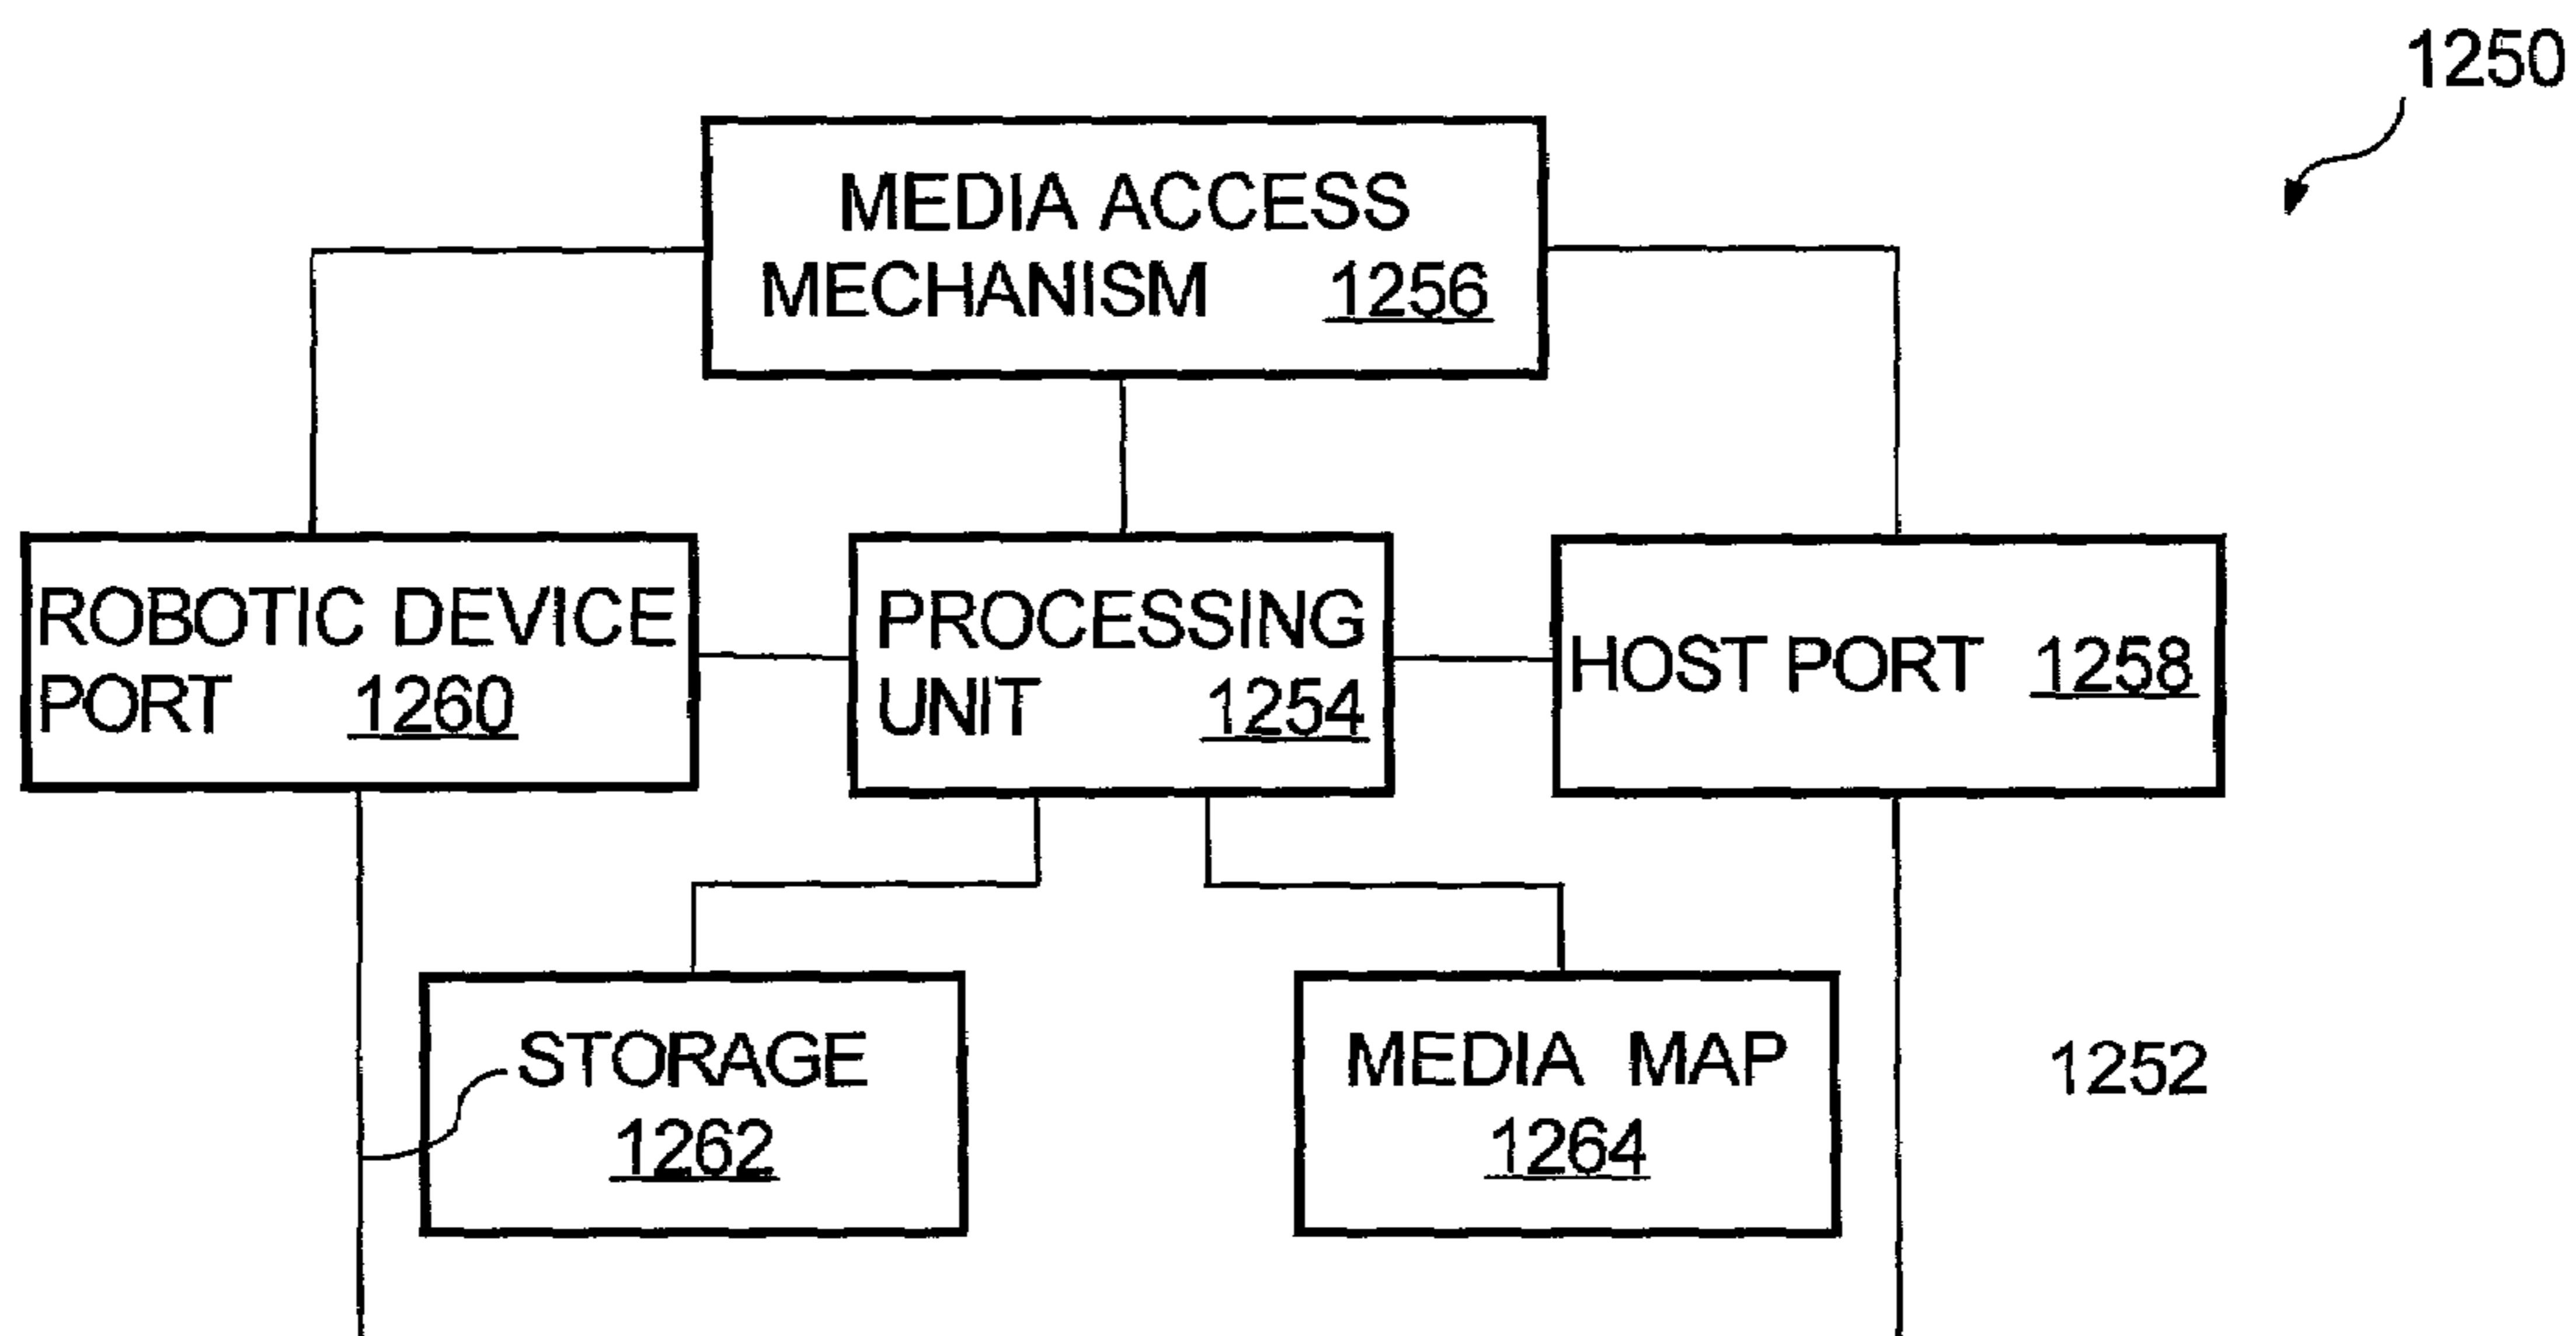 1250
MEDIA ACCESS
MECHANISM 1256
ROBOTIC DEVICE
PORT 1260
PROCESSING
UNIT 1254
HOST PORT 1258
STORAGE
1262
MEDIA MAP
1264
1252